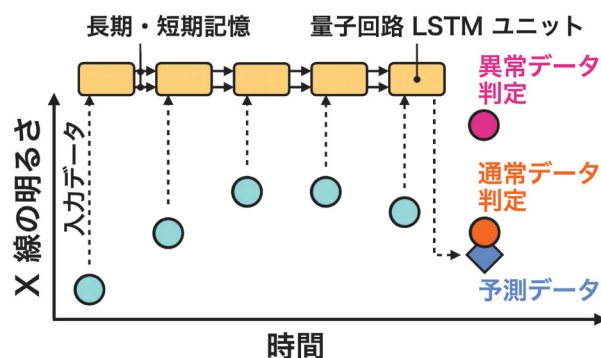 長期・短期記憶
量子回路 LSTM ユニット
異常データ
判定
通常データ
判定
予測データ
入力データ
X 線の明るさ
時間